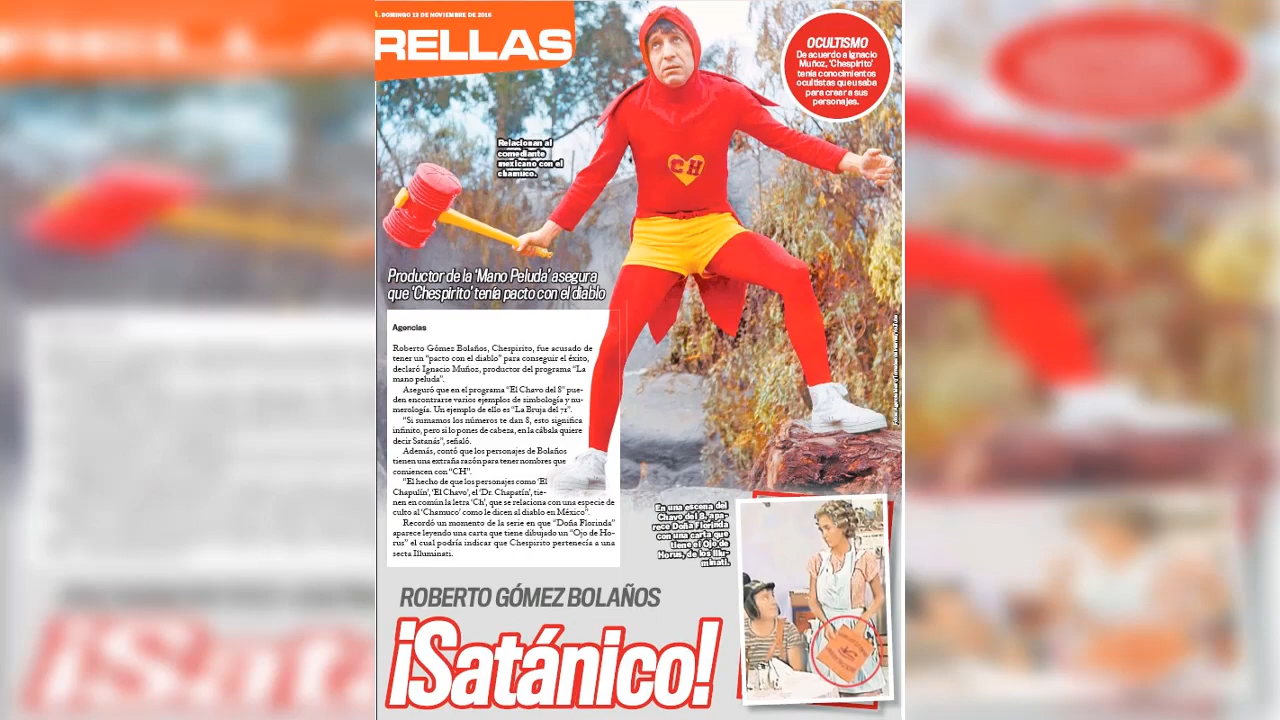 DOMINGO 13 DE NOVIEMBRE DE 2016
RELLAS
OCULTISMO
De acuerdo a Ignacio
Muñoz, 'Chespirito'
tenía conocimientos
ocultistas que usaba
para crear a sus
personajes.
Relacionan al
comediante
mexicano con el
chamuco.
Productor de la 'Mano Peluda' asegura
que 'Chespirito' tenía pacto con el diablo
Agencias
Roberto Gómez Bolaños, Chespirito, fue acusado de
tener un "pacto con el diablo" para conseguir el éxito,
declaró Ignacio Muñoz, productor del programa "La
mano peluda".
Aseguró que en el programa "El Chavo del 8" pue-
den encontrarse varios ejemplos de simbología y nu-
merología. Un ejemplo de ello es "La Bruja del 71".
"Si sumamos los números te dan 8, esto significa
infinito, pero si lo pones de cabeza, en la cábala quiere
decir Satanás", señaló.
Además, contó que los personajes de Bolaños
tienen una extraña razón para tener nombres que
comiencen con "CH".
"El hecho de que los personajes como 'El
Chapulín', 'El Chavo', el 'Dr. Chapatín', tie-
nen en común la letra 'Ch', que se relaciona con una especie de
culto al 'Chamuco' como le dicen al diablo en México".
Recordó un momento de la serie en que "Doña Florinda"
aparece leyendo una carta que tiene dibujado un "Ojo de Ho-
rus" el cual podría indicar que Chespirito pertenecía a una
secta Illuminati.
En una escena del
Chavo del 8, apa-
rece Doña Florinda
con una carta que
tiene el Ojo de
Horus, de los Illu-
minati.
ROBERTO GÓMEZ BOLAÑOS
¡Satánico!
CH